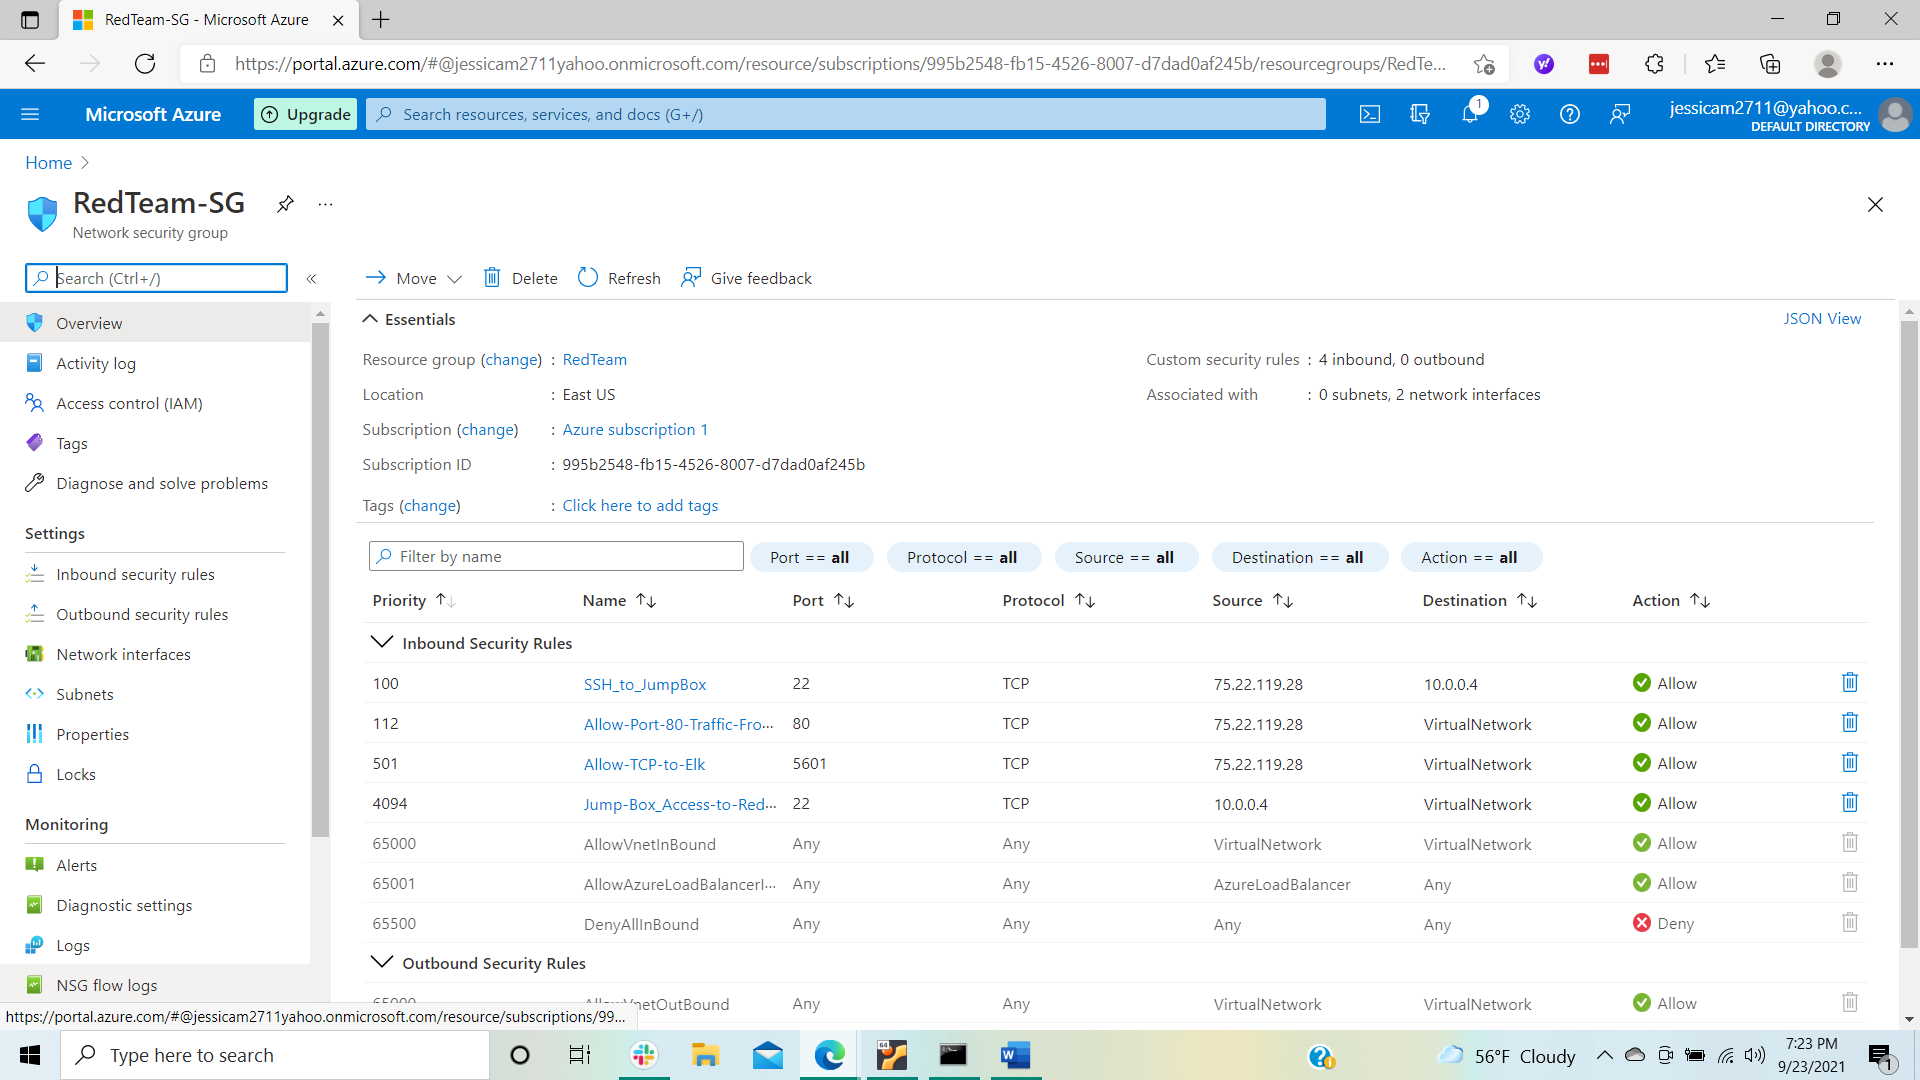 RedTeam-SG - Microsoft Azure
https://portal.azure.com/#@jessicam2711yahoo.onmicrosoft.com/resource/subscriptions/995b2548-fb15-4526-8007-d7dad0af245b/resourcegroups/RedTe...
Microsoft Azure
Upgrade
Search resources, services, and docs (G+/)
1
jessicam2711@yahoo.c...
DEFAULT DIRECTORY
Home
RedTeam-SG
Network security group
Search (Ctrl+/)
Move
Delete
Refresh
Give feedback
Overview
Activity log
Access control (IAM)
Tags
Diagnose and solve problems
Settings
Inbound security rules
Outbound security rules
Network interfaces
Subnets
Properties
Locks
Monitoring
Alerts
Diagnostic settings
Logs
NSG flow logs
Essentials
JSON View
Resource group (change) : RedTeam
Location : East US
Subscription (change) : Azure subscription 1
Subscription ID : 995b2548-fb15-4526-8007-d7dad0af245b
Tags (change) : Click here to add tags
Custom security rules : 4 inbound, 0 outbound
Associated with : 0 subnets, 2 network interfaces
Filter by name
Port == all
Protocol == all
Source == all
Destination == all
Action == all
Priority Name Port Protocol Source Destination Action
Inbound Security Rules
100 SSH_to_JumpBox 22 TCP 75.22.119.28 10.0.0.4 Allow
112 Allow-Port-80-Traffic-Fro... 80 TCP 75.22.119.28 VirtualNetwork Allow
501 Allow-TCP-to-Elk 5601 TCP 75.22.119.28 VirtualNetwork Allow
4094 Jump-Box_Access-to-Red... 22 TCP 10.0.0.4 VirtualNetwork Allow
65000 AllowVnetInBound Any Any VirtualNetwork VirtualNetwork Allow
65001 AllowAzureLoadBalancerI... Any Any AzureLoadBalancer Any Allow
65500 DenyAllInBound Any Any Any Any Deny
Outbound Security Rules
65000 AllowVnetOutBound Any Any VirtualNetwork VirtualNetwork Allow
https://portal.azure.com/#@jessicam2711yahoo.onmicrosoft.com/resource/subscriptions/99...
Type here to search
56°F Cloudy
7:23 PM
9/23/2021
1